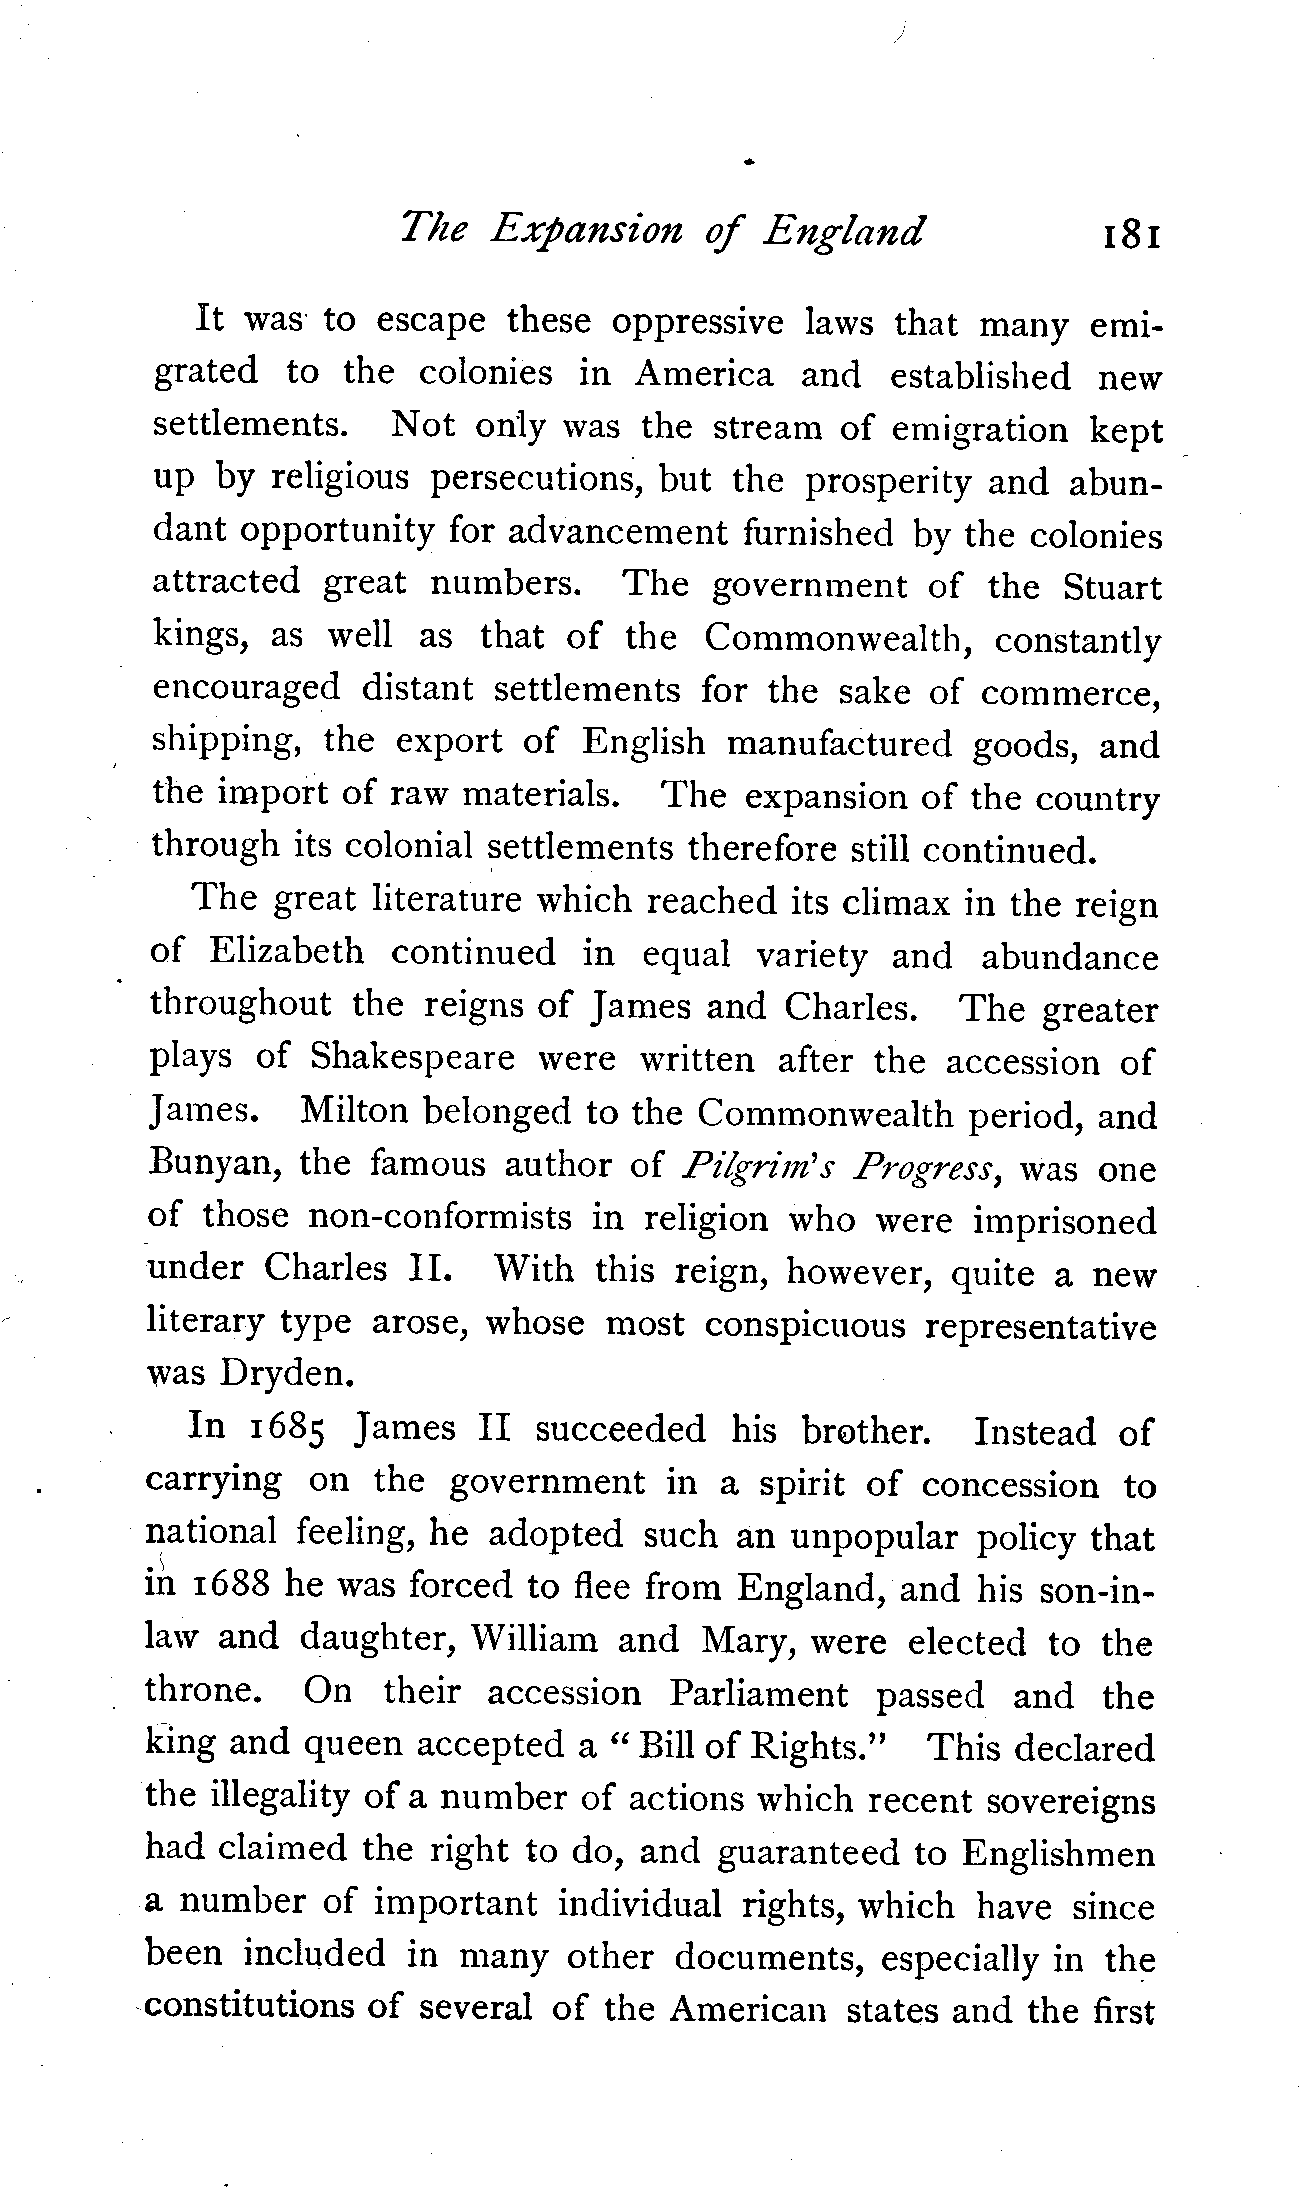 The Expansion of England 181
It was to escape these oppressive laws that many emi-
grated to the colonies in America and established new
settlements. Not only was the stream of emigration kept
up by religious persecutions, but the prosperity and abun-
dant opportunity for advancement furnished by the colonies
attracted great numbers. The government of the Stuart
kings, as well as that of the Commonwealth, constantly
encouraged distant settlements for the sake of commerce,
shipping, the export of English manufactured goods, and
the import of raw materials. The expansion of the country
through its colonial settlements therefore still continued.
The great literature which reached its climax in the reign
of Elizabeth continued in equal variety and abundance
throughout the reigns of James and Charles. The greater
plays of Shakespeare were written after the accession of
James. Milton belonged to the Commonwealth period, and
Bunyan, the famous author of Pilgrim's Progress, was one
of those non-conformists in religion who were imprisoned
under Charles II. With this reign, however, quite a new
literary type arose, whose most conspicuous representative
was Dryden.
In 1685 James II succeeded his brother. Instead of
carrying on the government in a spirit of concession to
national feeling, he adopted such an unpopular policy that
in 1688 he was forced to flee from England, and his son-in-
law and daughter, William and Mary, were elected to the
throne. On their accession Parliament passed and the
king and queen accepted a “ Bill of Rights.” This declared
the illegality of a number of actions which recent sovereigns
had claimed the right to do, and guaranteed to Englishmen
a number of important individual rights, which have since
been included in many other documents, especially in the
constitutions of several of the American states and the first